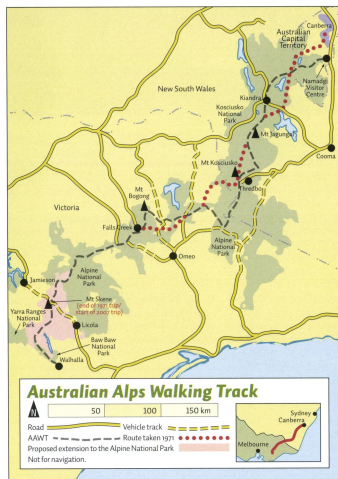 Canberra
Australian
Capital
Territory
Namadgi
Visitor
Centre
New South Wales
Kiandra
Kosciusko
National
Park
Mt Jagungal
Cooma
Mt Kosciusko
Thredbo
Mt
Bogong
Victoria
Falls Creek
Alpine
National
Park
Omeo
Alpine
National
Park
Jamieson
Mt Skene
(end of 1971 trip/
start of 2007 trip)
Yarra Ranges
National
Park
Licola
Baw Baw
National
Park
Walhalla
Australian Alps Walking Track
N
50 100 150 km
Road Vehicle track
AAWT Route taken 1971
Proposed extension to the Alpine National Park
Not for navigation.
Sydney
Canberra
Melbourne